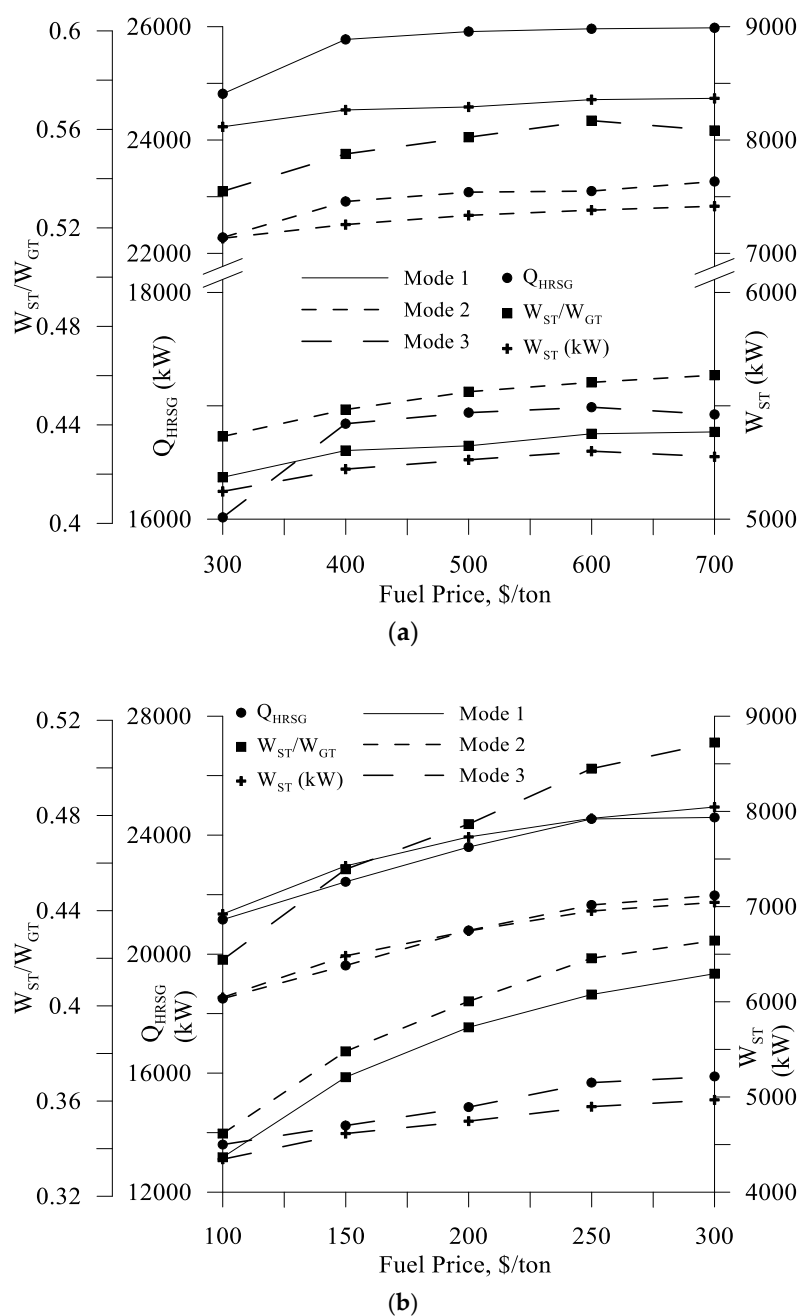 0.6
0.56
0.52
0.48
0.44
0.4
W_ST/W_GT
26000
24000
22000
18000
16000
Q_HRSG (kW)
9000
8000
7000
6000
5000
W_ST
(kW)
Mode 1
Mode 2
Mode 3
Q_HRSG
W_ST/W_GT
W_ST (kW)
300 400 500 600 700
Fuel Price, $/ton
(a)
0.52
0.48
0.44
0.4
0.36
0.32
W_ST/W_GT
28000
24000
20000
16000
12000
Q_HRSG
(kW)
Q_HRSG
W_ST/W_GT
W_ST (kW)
Mode 1
Mode 2
Mode 3
9000
8000
7000
6000
5000
4000
W_ST
(kW)
100 150 200 250 300
Fuel Price, $/ton
(b)